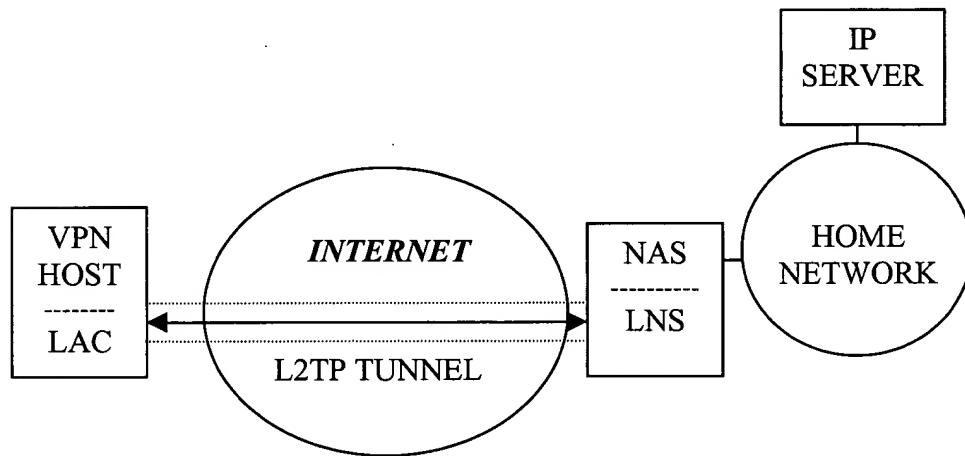 IP
SERVER
VPN
HOST
LAC
INTERNET
L2TP TUNNEL
NAS
LNS
HOME
NETWORK